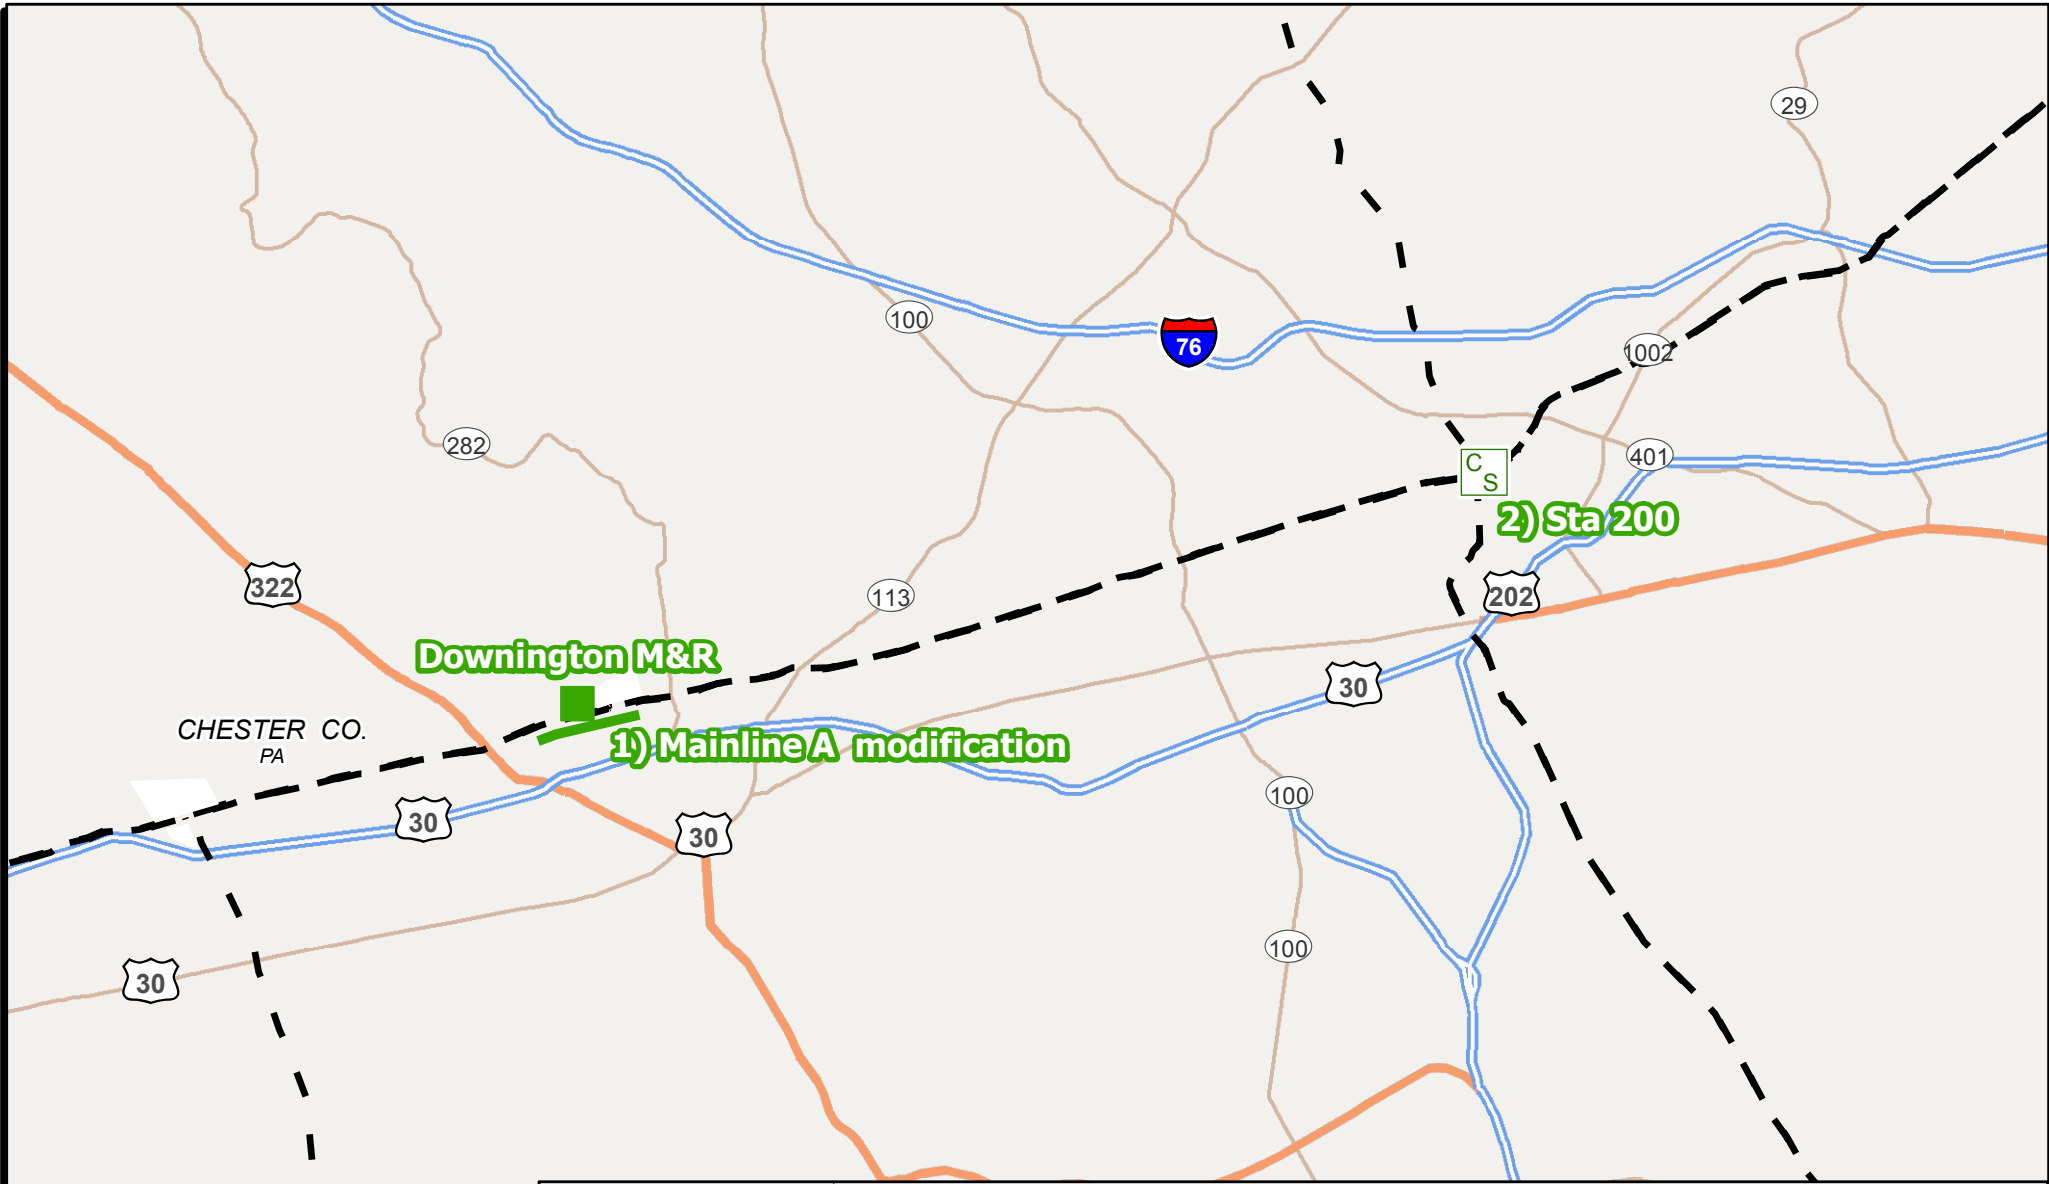 29
100
76
1002
282
401
C
S
2) Sta 200
322
113
202
Downington M&R
30
CHESTER CO.
PA
1) Mainline A modification
100
30
30
100
30